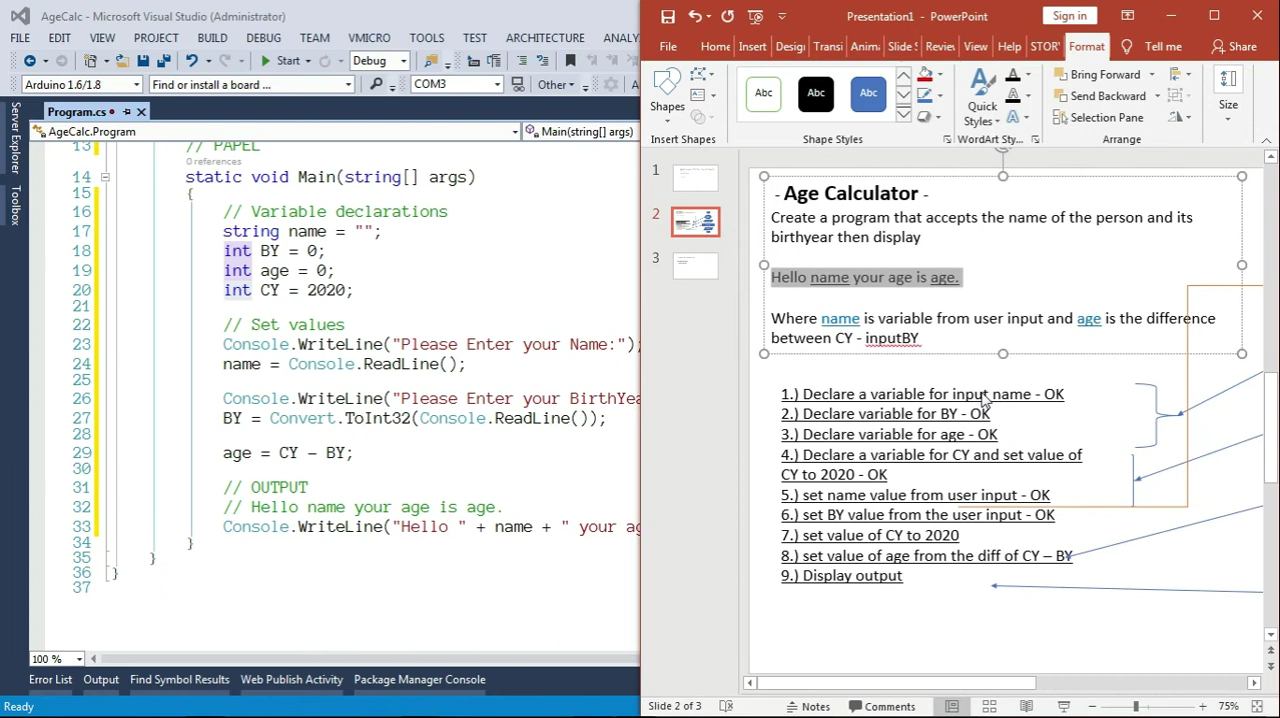 AgeCalc - Microsoft Visual Studio (Administrator)
FILE EDIT VIEW PROJECT BUILD DEBUG TEAM VMICRO TOOLS TEST ARCHITECTURE ANALY
Start Debug
Arduino 1.6/1.8 Find or install a board ... COM3 Other
Server Explorer
Toolbox
Program.cs
AgeCalc.Program Main(string[] args)
13 // PAPEL
0 references
14 static void Main(string[] args)
15 {
16 // Variable declarations
17 string name = "";
18 int BY = 0;
19 int age = 0;
20 int CY = 2020;
21
22 // Set values
23 Console.WriteLine("Please Enter your Name:");
24 name = Console.ReadLine();
25
26 Console.WriteLine("Please Enter your BirthYea
27 BY = Convert.ToInt32(Console.ReadLine());
28
29 age = CY – BY;
30
31 // OUTPUT
32 // Hello name your age is age.
33 Console.WriteLine("Hello " + name + " your ag
34 }
35 }
36 }
37
100 %
Error List Output Find Symbol Results Web Publish Activity Package Manager Console
Ready
Presentation1 - PowerPoint Sign in
File Home Insert Desig Transi Anima Slide S Reviev View Help STOR Format Tell me Share
Shapes
Insert Shapes
Abc Abc Abc
Shape Styles
Quick Styles
WordArt Sty...
Bring Forward
Send Backward
Selection Pane
Arrange
Size
1
2
3
- Age Calculator -
Create a program that accepts the name of the person and its
birthyear then display
Hello name your age is age.
Where name is variable from user input and age is the difference
between CY - inputBY
1.) Declare a variable for input name - OK
2.) Declare variable for BY - OK
3.) Declare variable for age - OK
4.) Declare a variable for CY and set value of
CY to 2020 - OK
5.) set name value from user input - OK
6.) set BY value from the user input - OK
7.) set value of CY to 2020
8.) set value of age from the diff of CY – BY
9.) Display output
Slide 2 of 3 Notes Comments 75%